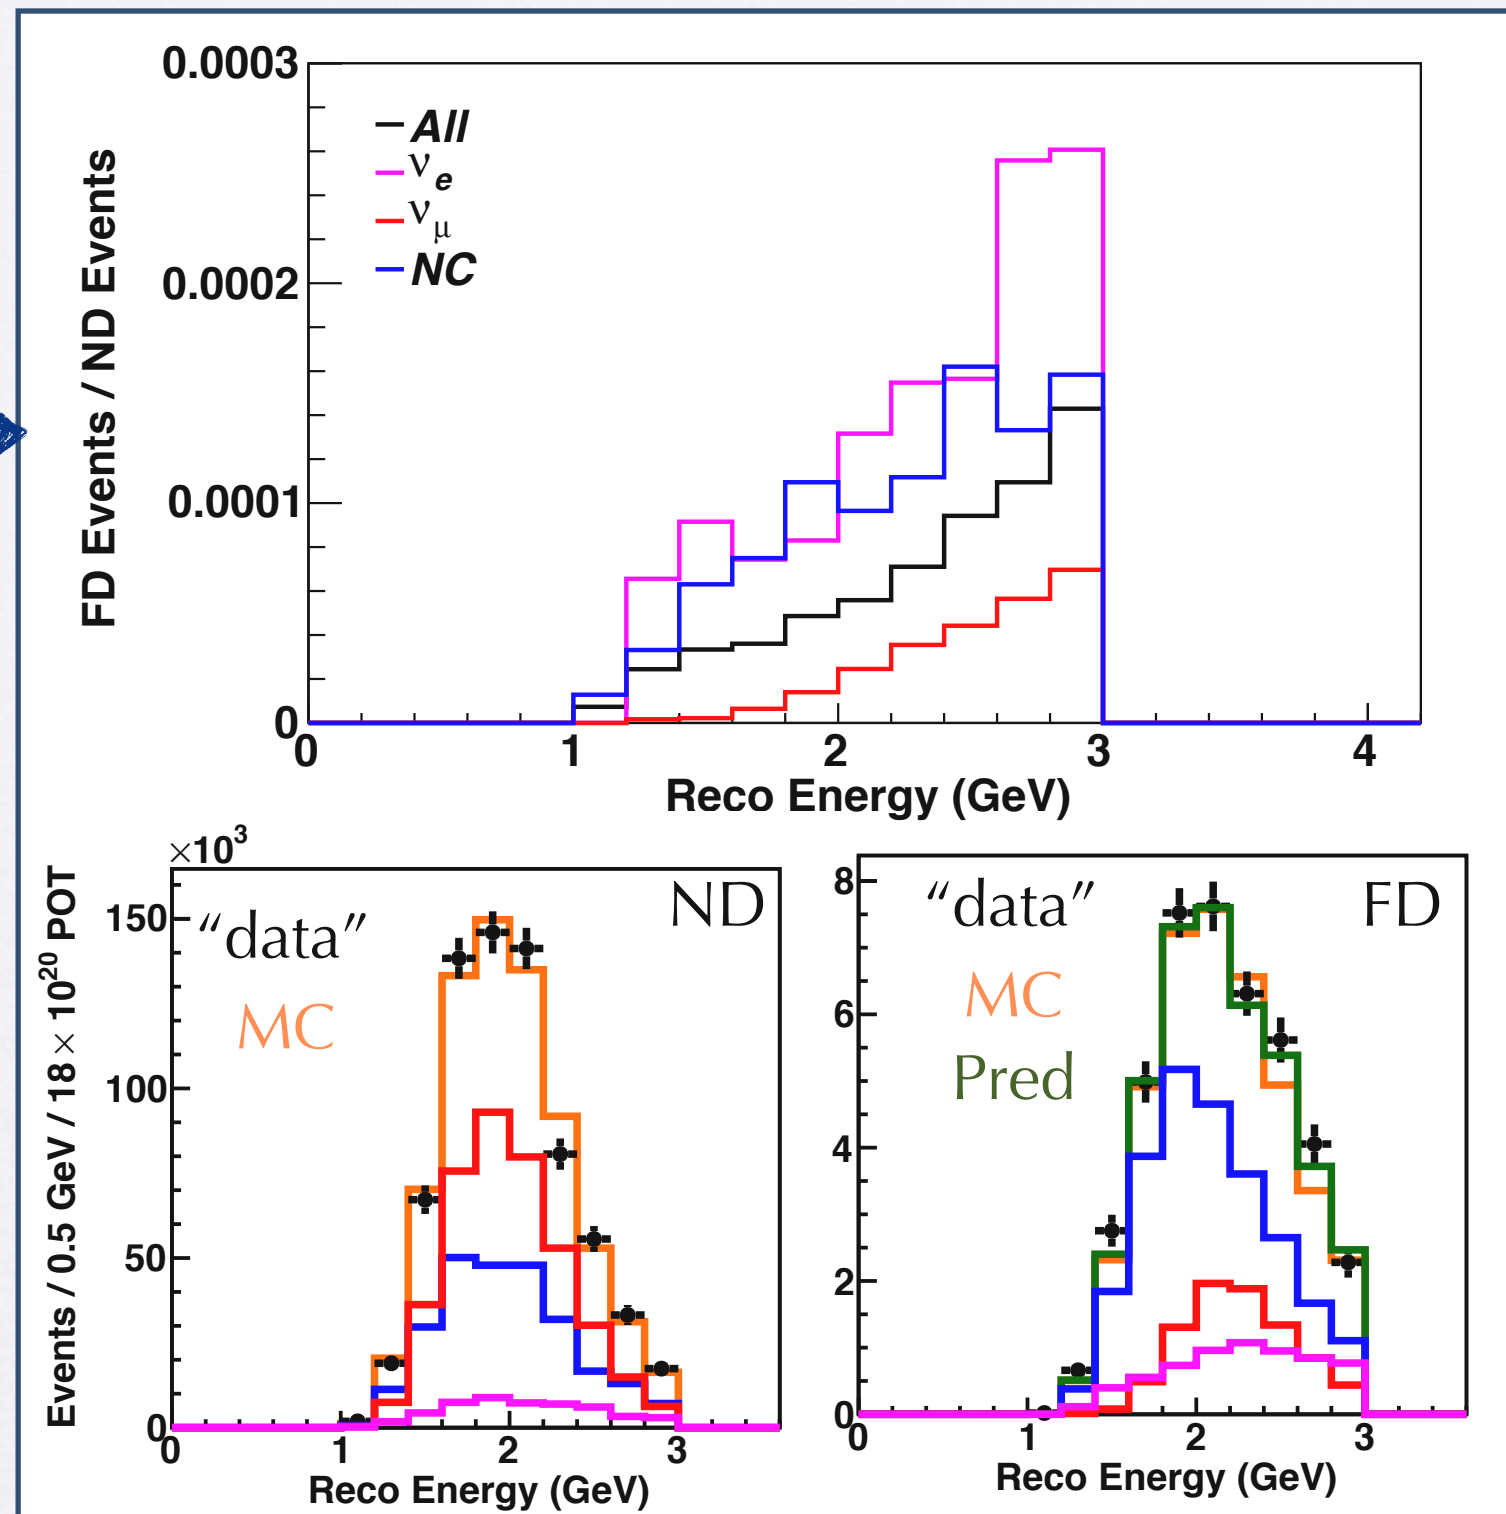 0.0003
0.0002
0.0001
0
All
νe
νμ
NC
FD Events / ND Events
0 1 2 3 4
Reco Energy (GeV)
×10³
150
100
50
0
"data"
MC
ND
Events / 0.5 GeV / 18 × 10²⁰ POT
0 1 2 3
Reco Energy (GeV)
8
6
4
2
0
"data"
MC
Pred
FD
0 1 2 3
Reco Energy (GeV)